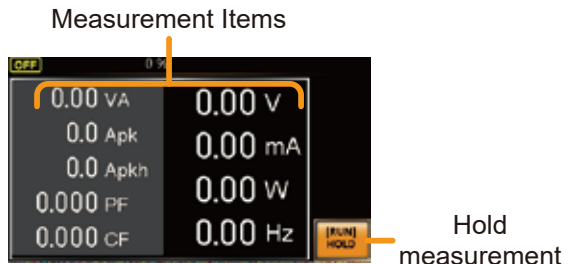 Measurement Items
OFF
0.00 VA
0.0 Apk
0.0 Apkh
0.000 PF
0.000 CF
0.00 V
0.00 mA
0.00 W
0.00 Hz
[RUN]
HOLD
Hold
measurement